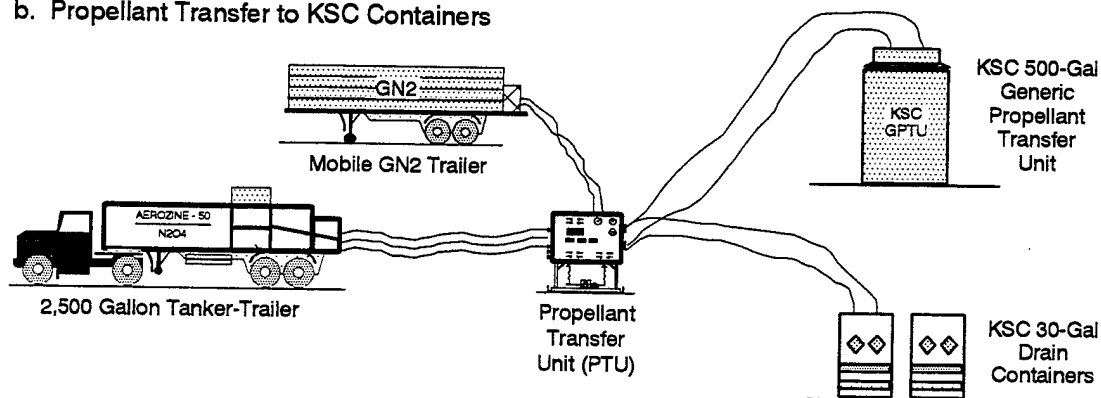 b. Propellant Transfer to KSC Containers
GN2
Mobile GN2 Trailer
AEROZINE - 50
N2O4
2,500 Gallon Tanker-Trailer
Propellant
Transfer
Unit (PTU)
KSC
GPTU
KSC 500-Gal
Generic
Propellant
Transfer
Unit
KSC 30-Gal
Drain
Containers